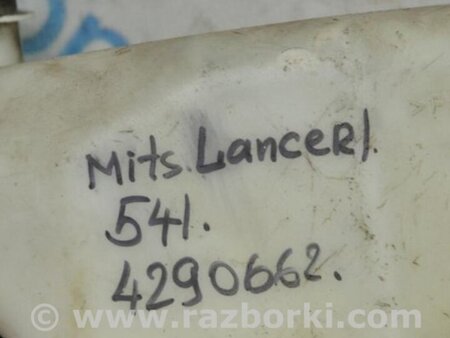 Mits. LanceR/.
541.
4290662.
© www.razborki.com